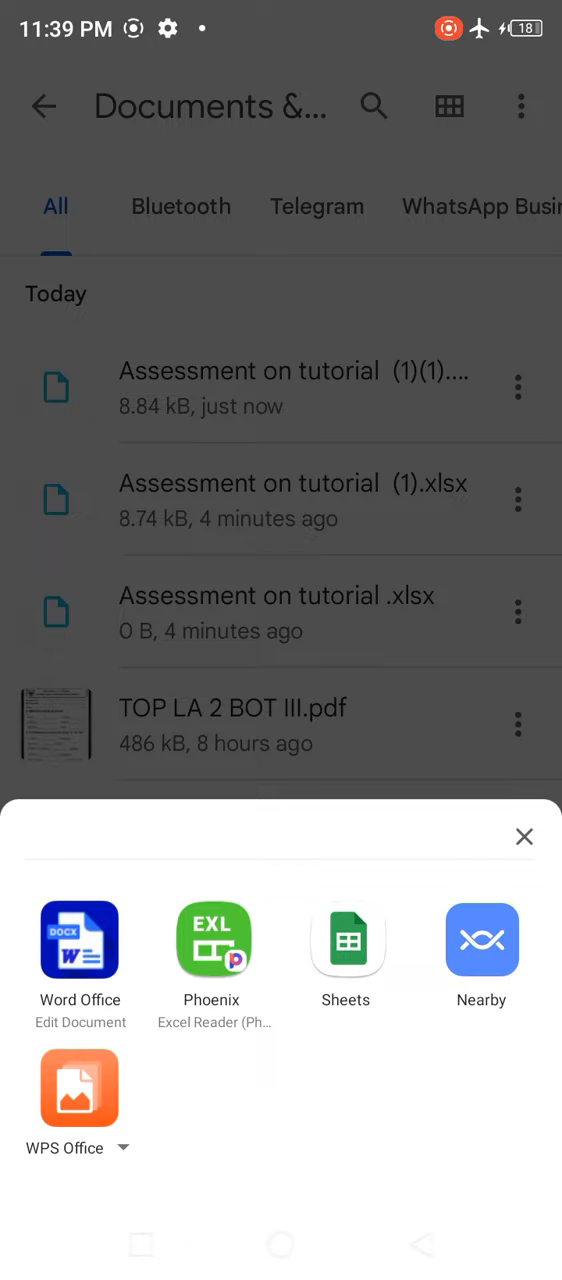 11:39 PM
18
Documents &...
All
Bluetooth
Telegram
WhatsApp Busi
Today
Assessment on tutorial (1)(1)....
8.84 kB, just now
Assessment on tutorial (1).xlsx
8.74 kB, 4 minutes ago
Assessment on tutorial .xlsx
0 B, 4 minutes ago
TOP LA 2 BOT III.pdf
486 kB, 8 hours ago
DOCX
W
EXL
Word Office
Phoenix
Sheets
Nearby
Edit Document
Excel Reader (Ph...
WPS Office